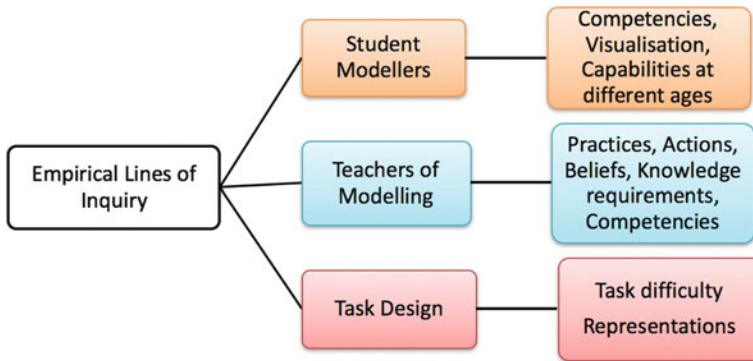 Empirical Lines of
Inquiry
Student
Modellers
Competencies,
Visualisation,
Capabilities at
different ages
Teachers of
Modelling
Practices, Actions,
Beliefs, Knowledge
requirements,
Competencies
Task Design
Task difficulty
Representations